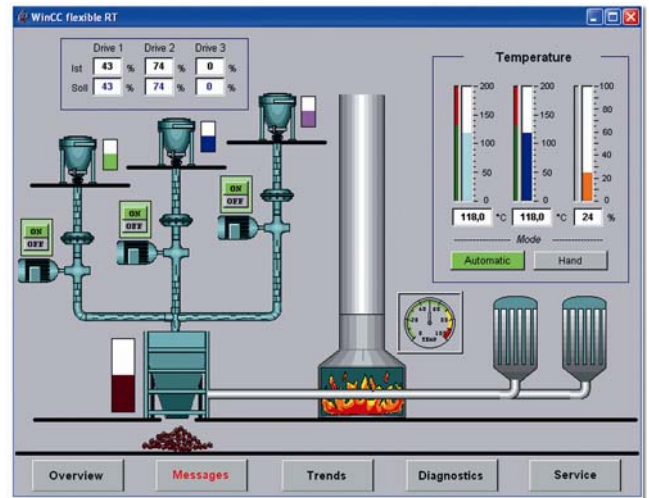 WinCC flexible RT
Drive 1 Drive 2 Drive 3
Ist 43 % 74 % 0 %
Soll 43 % 74 % 0 %
Temperature
200 200 100
150 150 80
60
100 100
40
50 50
20
0 0 0
118,0 °C 118,0 °C 24 %
Mode
Automatic Hand
ON
OFF
ON
OFF
ON
OFF
Overview Messages Trends Diagnostics Service